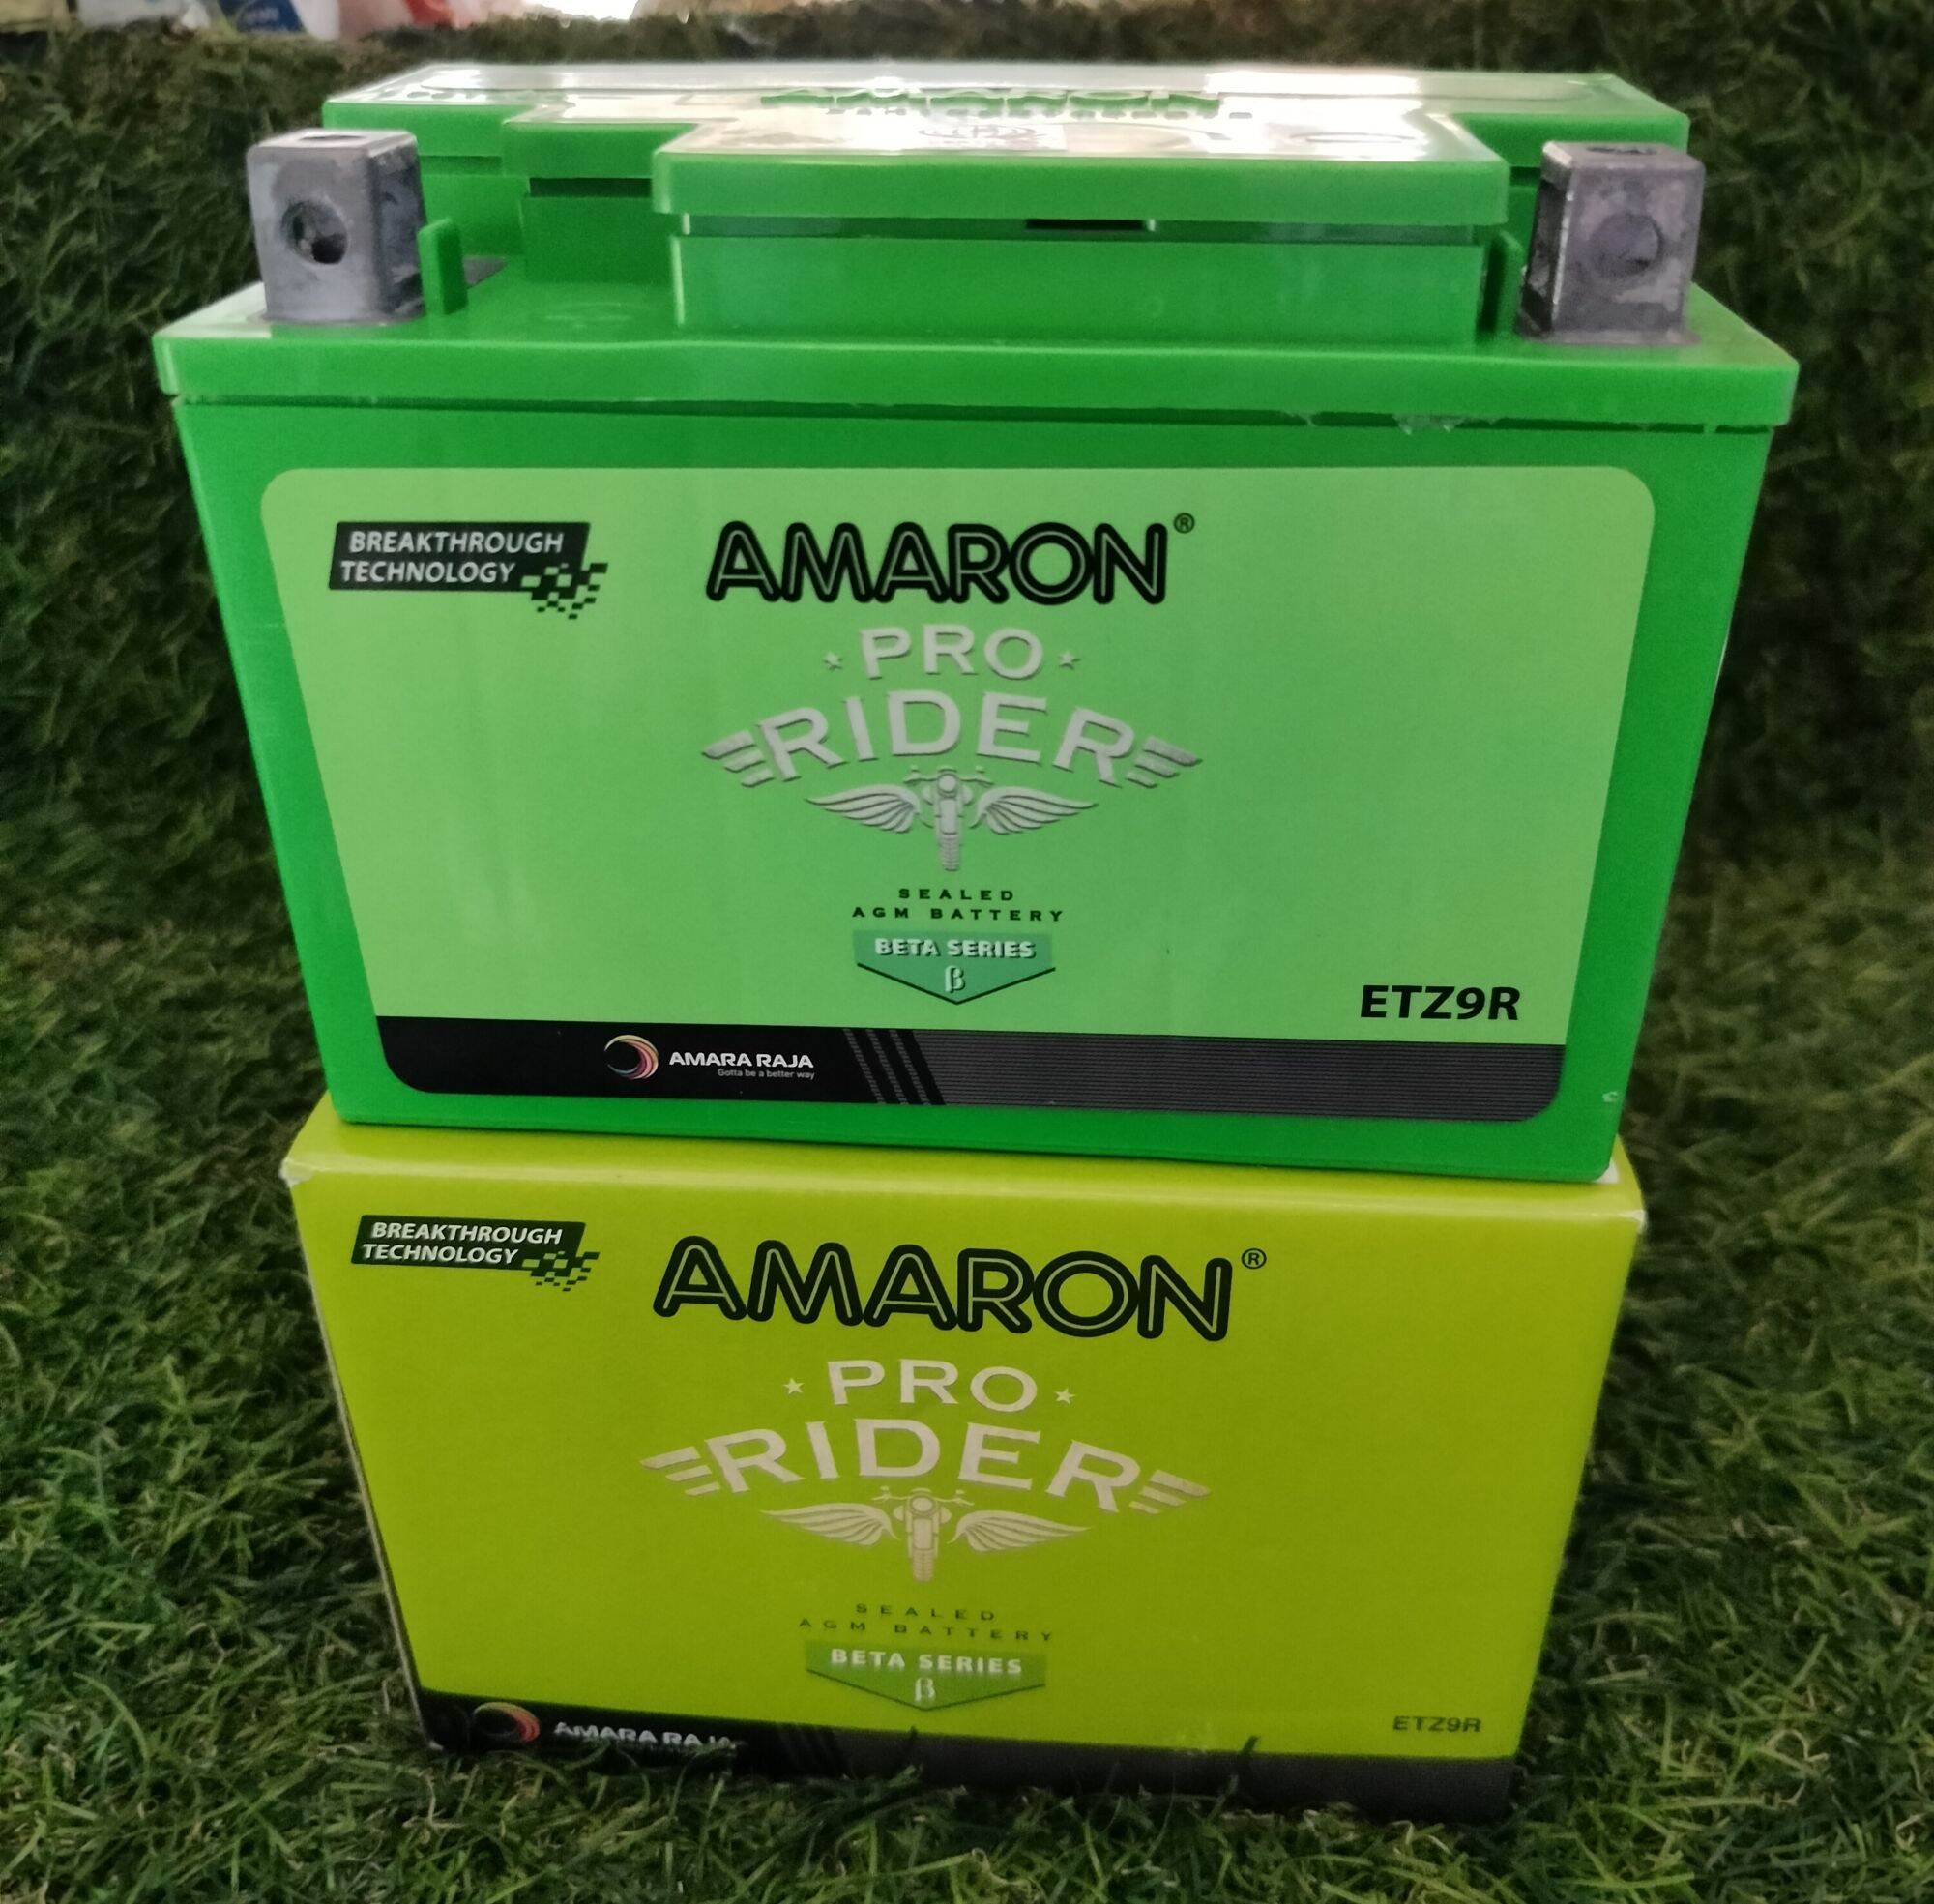 AMARON
BREAKTHROUGH
TECHNOLOGY
AMARON®
PRO
RIDER
SEALED
AGM BATTERY
BETA SERIES
β
ETZ9R
AMARA RAJA
Gotta be a better way
BREAKTHROUGH
TECHNOLOGY
AMARON®
PRO
RIDER
SEALED
AGM BATTERY
BETA SERIES
β
ETZ9R
AMARA RAJA